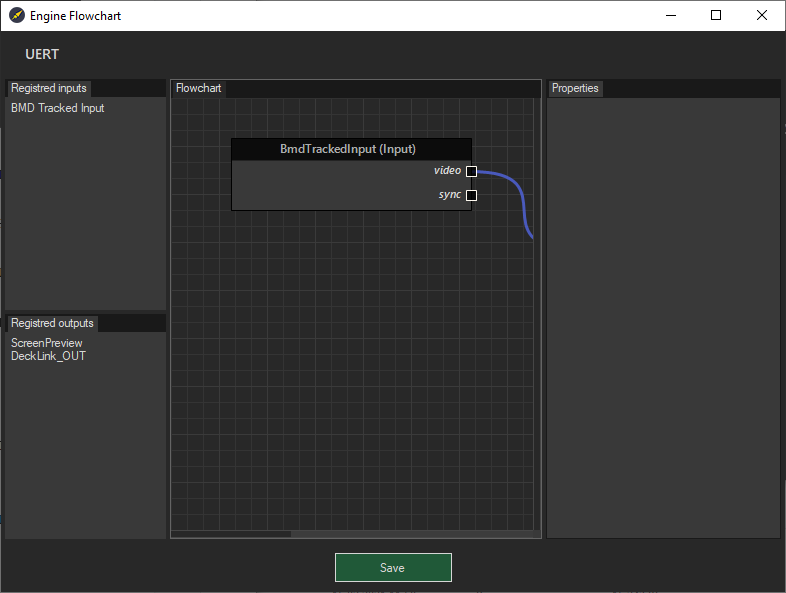 Engine Flowchart
UERT
Registred inputs
BMD Tracked Input
Registred outputs
ScreenPreview
DeckLink_OUT
Flowchart
BmdTrackedInput (Input)
video
sync
Properties
Save